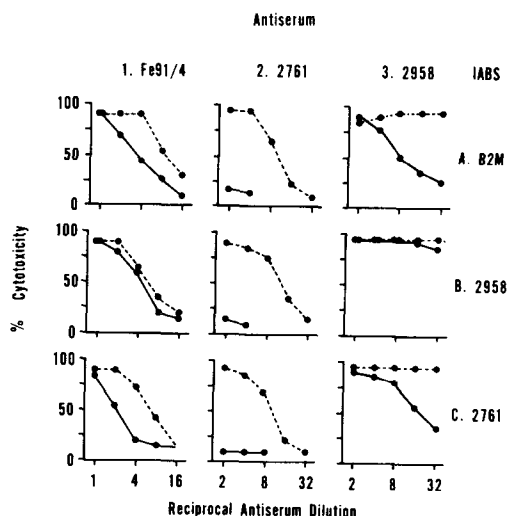 Antiserum
1. Fe91/4 2. 2761 3. 2958 IABS
100
50
0
A. B2M
100
50
0
B. 2958
100
50
0
C. 2761
% Cytotoxicity
1 4 16 2 8 32 2 8 32
Reciprocal Antiserum Dilution